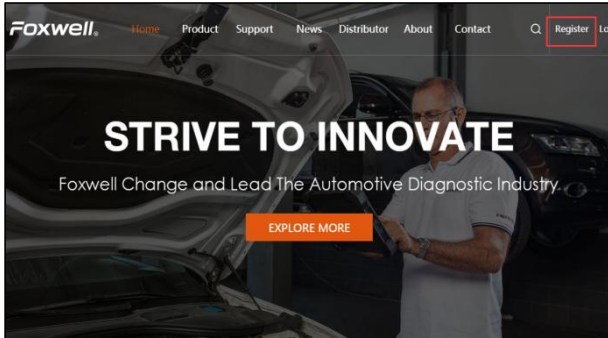 FOXWELL®
Home Product Support News Distributor About Contact Register Lo
STRIVE TO INNOVATE
Foxwell Change and Lead The Automotive Diagnostic Industry.
EXPLORE MORE